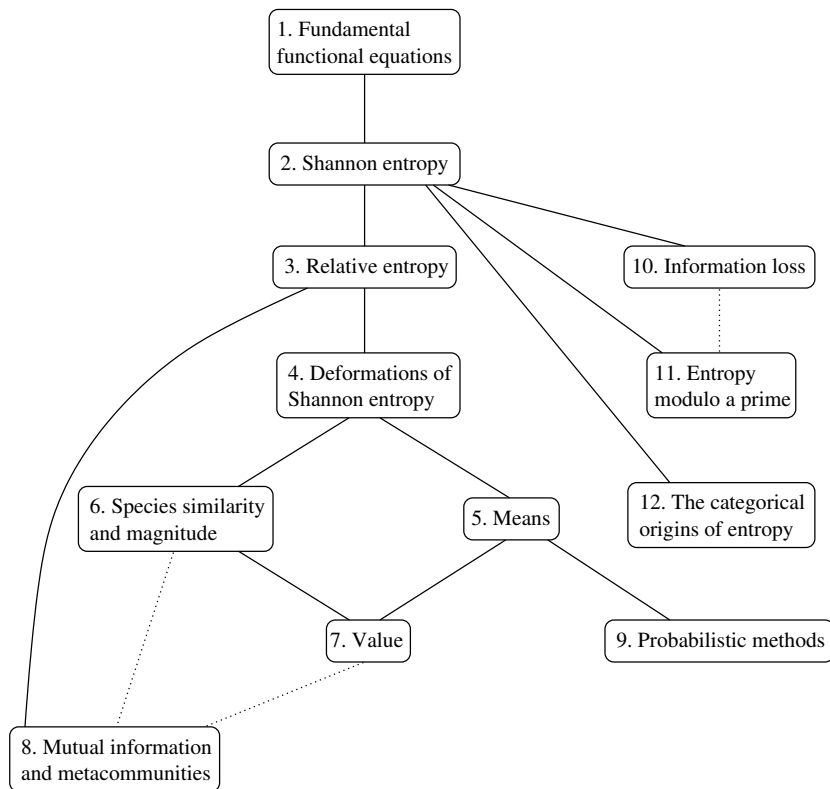 1. Fundamental
functional equations
2. Shannon entropy
3. Relative entropy
10. Information loss
4. Deformations of
Shannon entropy
11. Entropy
modulo a prime
6. Species similarity
and magnitude
5. Means
12. The categorical
origins of entropy
7. Value
9. Probabilistic methods
8. Mutual information
and metacommunities